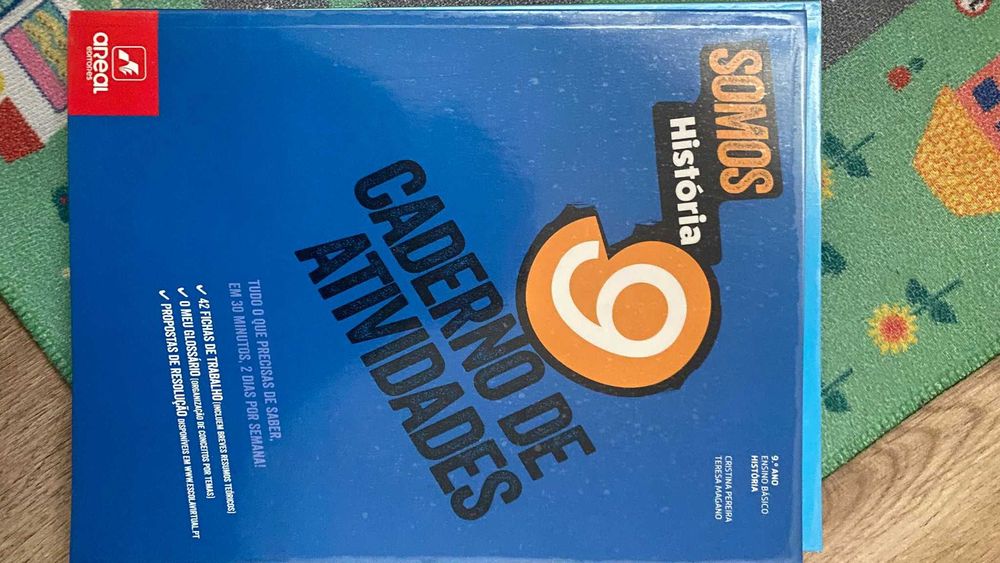 SOMOS
História
9
9.º ANO
ENSINO BÁSICO
HISTÓRIA
CRISTINA PEREIRA
TERESA MAGANO
CADERNO DE
ATIVIDADES
TUDO O QUE PRECISAS DE SABER,
EM 30 MINUTOS, 2 DIAS POR SEMANA!
✓ 42 FICHAS DE TRABALHO (INCLUEM BREVES RESUMOS TEÓRICOS)
✓ O MEU GLOSSÁRIO (ORGANIZAÇÃO DE CONCEITOS POR TEMAS)
✓ PROPOSTAS DE RESOLUÇÃO DISPONÍVEIS EM WWW.ESCOLAVIRTUAL.PT
areal
editores